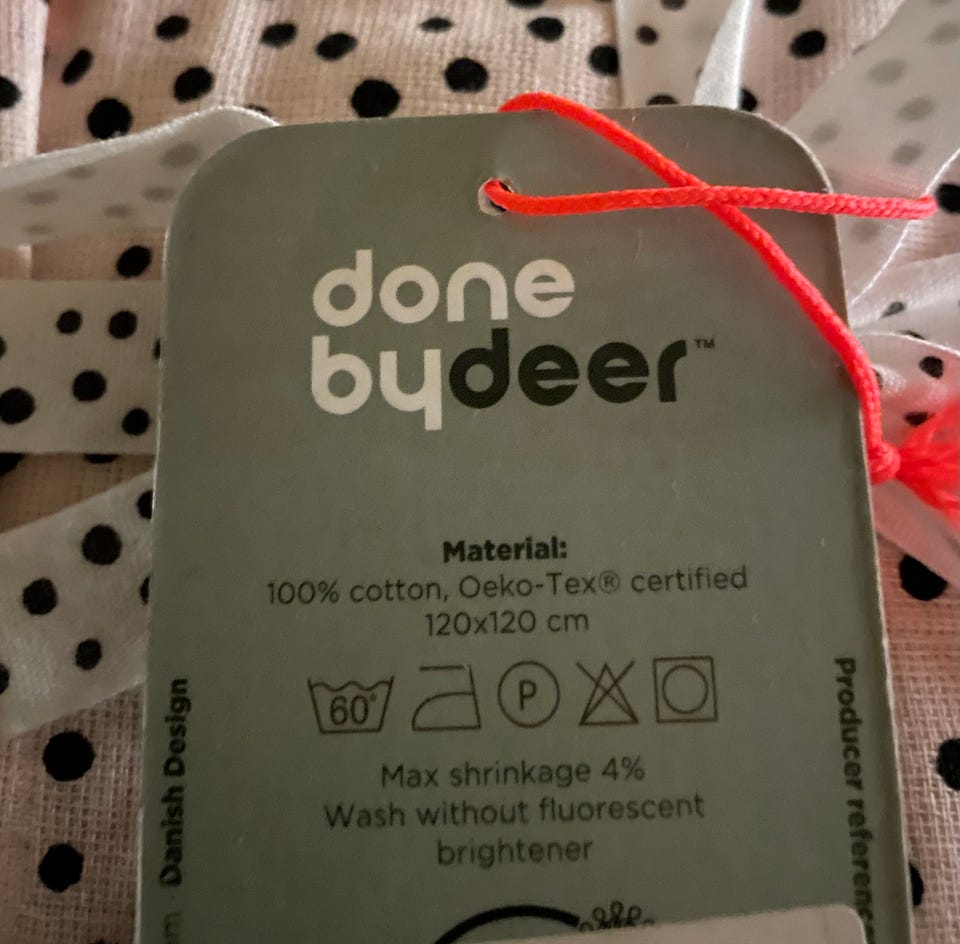 done
bydeer™
Material:
100% cotton, Oeko-Tex® certified
120x120 cm
60°
P
Max shrinkage 4%
Wash without fluorescent
brightener
Danish Design
Producer